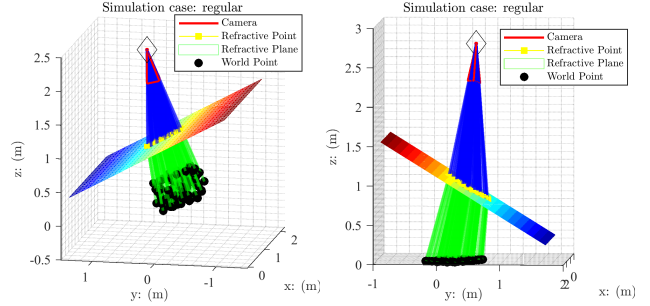 Simulation case: regular
Camera
Refractive Point
Refractive Plane
World Point
2.5
2
1.5
1
0.5
0
-0.5
z: (m)
1
0
-1
y: (m)
0
1
2
x: (m)
Simulation case: regular
Camera
Refractive Point
Refractive Plane
World Point
3
2.5
2
1.5
1
0.5
0
z: (m)
-1
0
1
2
y: (m)
2
0
x: (m)